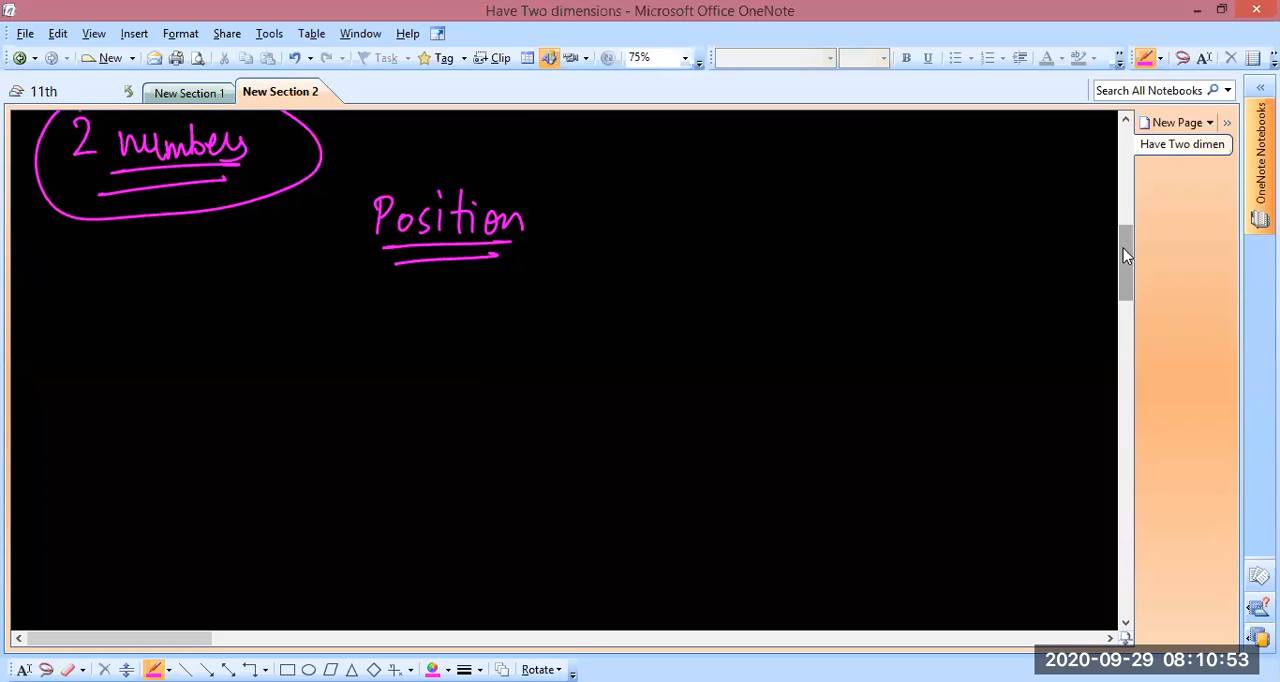 Have Two dimensions - Microsoft Office OneNote
File Edit View Insert Format Share Tools Table Window Help
New Task Tag Clip 75% B U A ab A
11th New Section 1 New Section 2 Search All Notebooks
New Page
Have Two dimen
OneNote Notebooks
2 numbers
Position
2020-09-29 08:10:53
A Rotate